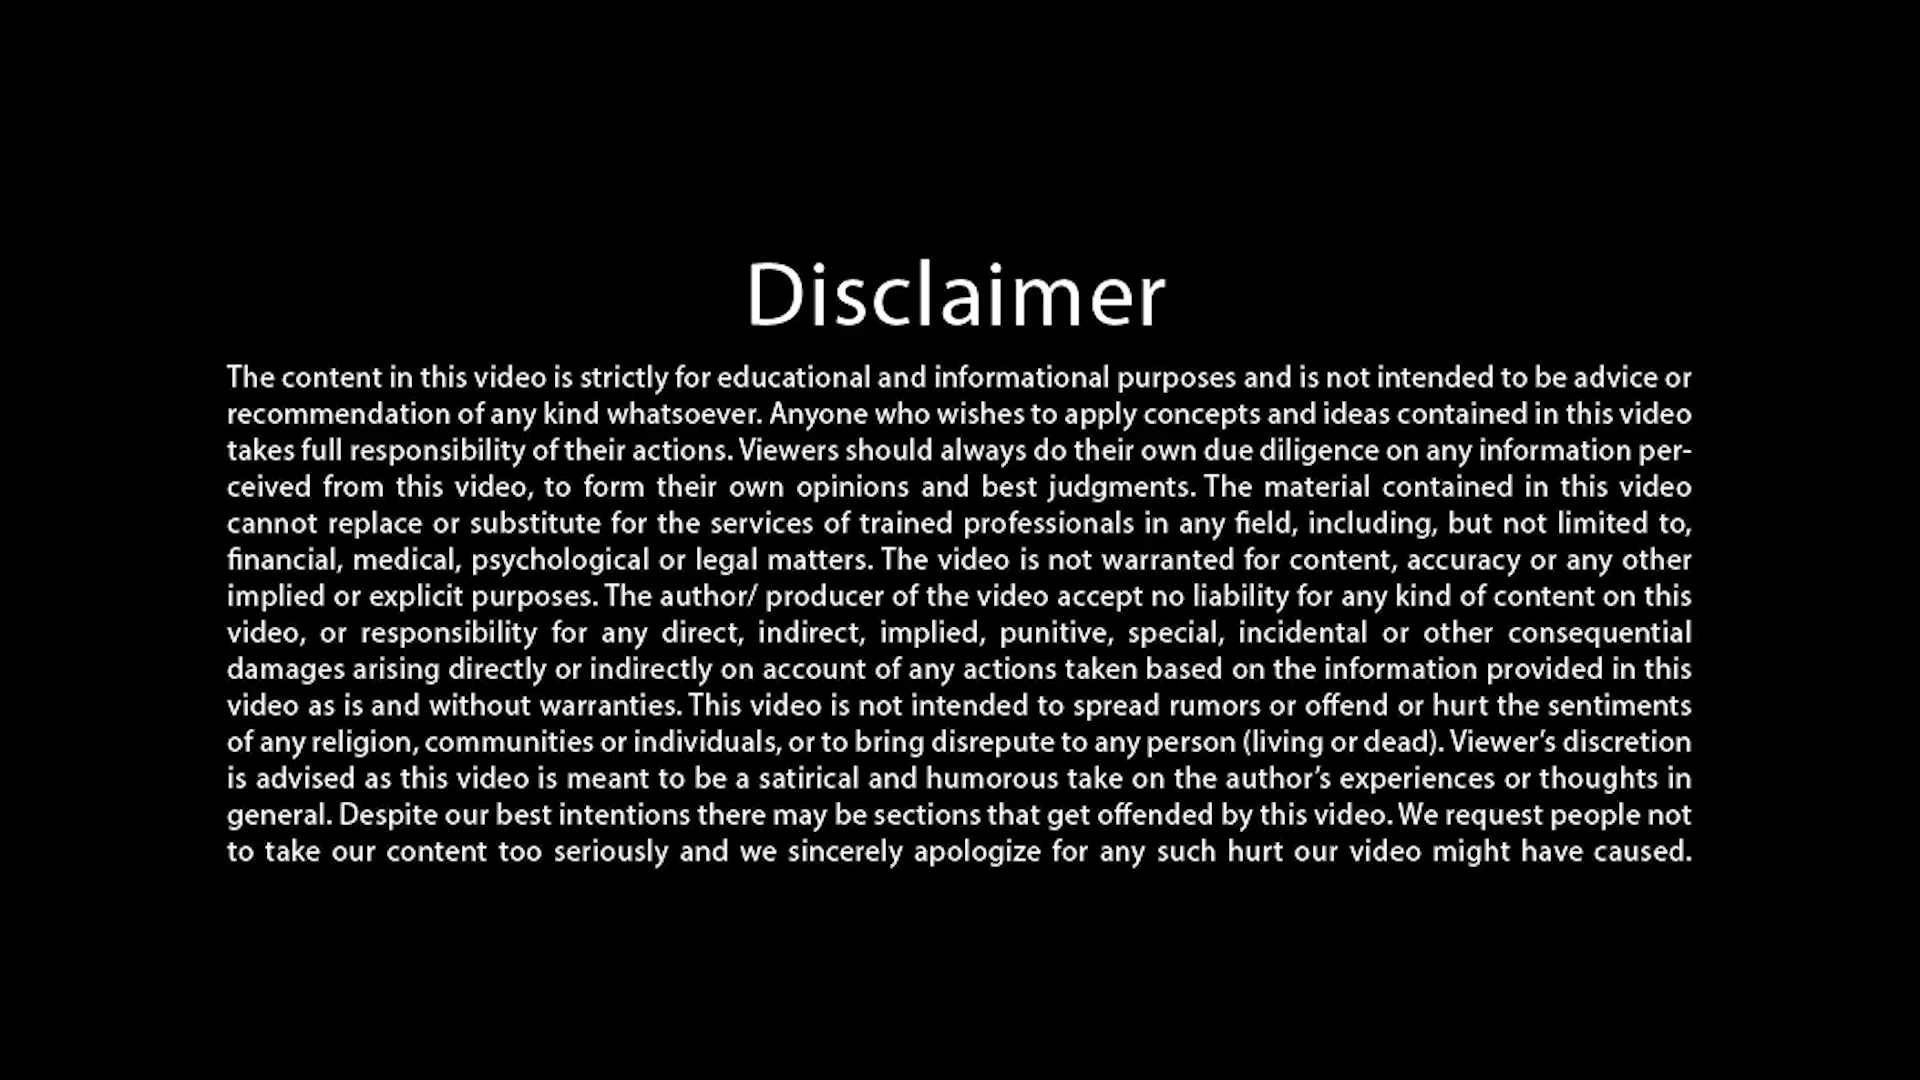 Disclaimer
The content in this video is strictly for educational and informational purposes and is not intended to be advice or
recommendation of any kind whatsoever. Anyone who wishes to apply concepts and ideas contained in this video
takes full responsibility of their actions. Viewers should always do their own due diligence on any information per-
ceived from this video, to form their own opinions and best judgments. The material contained in this video
cannot replace or substitute for the services of trained professionals in any field, including, but not limited to,
financial, medical, psychological or legal matters. The video is not warranted for content, accuracy or any other
implied or explicit purposes. The author/ producer of the video accept no liability for any kind of content on this
video, or responsibility for any direct, indirect, implied, punitive, special, incidental or other consequential
damages arising directly or indirectly on account of any actions taken based on the information provided in this
video as is and without warranties. This video is not intended to spread rumors or offend or hurt the sentiments
of any religion, communities or individuals, or to bring disrepute to any person (living or dead). Viewer’s discretion
is advised as this video is meant to be a satirical and humorous take on the author’s experiences or thoughts in
general. Despite our best intentions there may be sections that get offended by this video. We request people not
to take our content too seriously and we sincerely apologize for any such hurt our video might have caused.